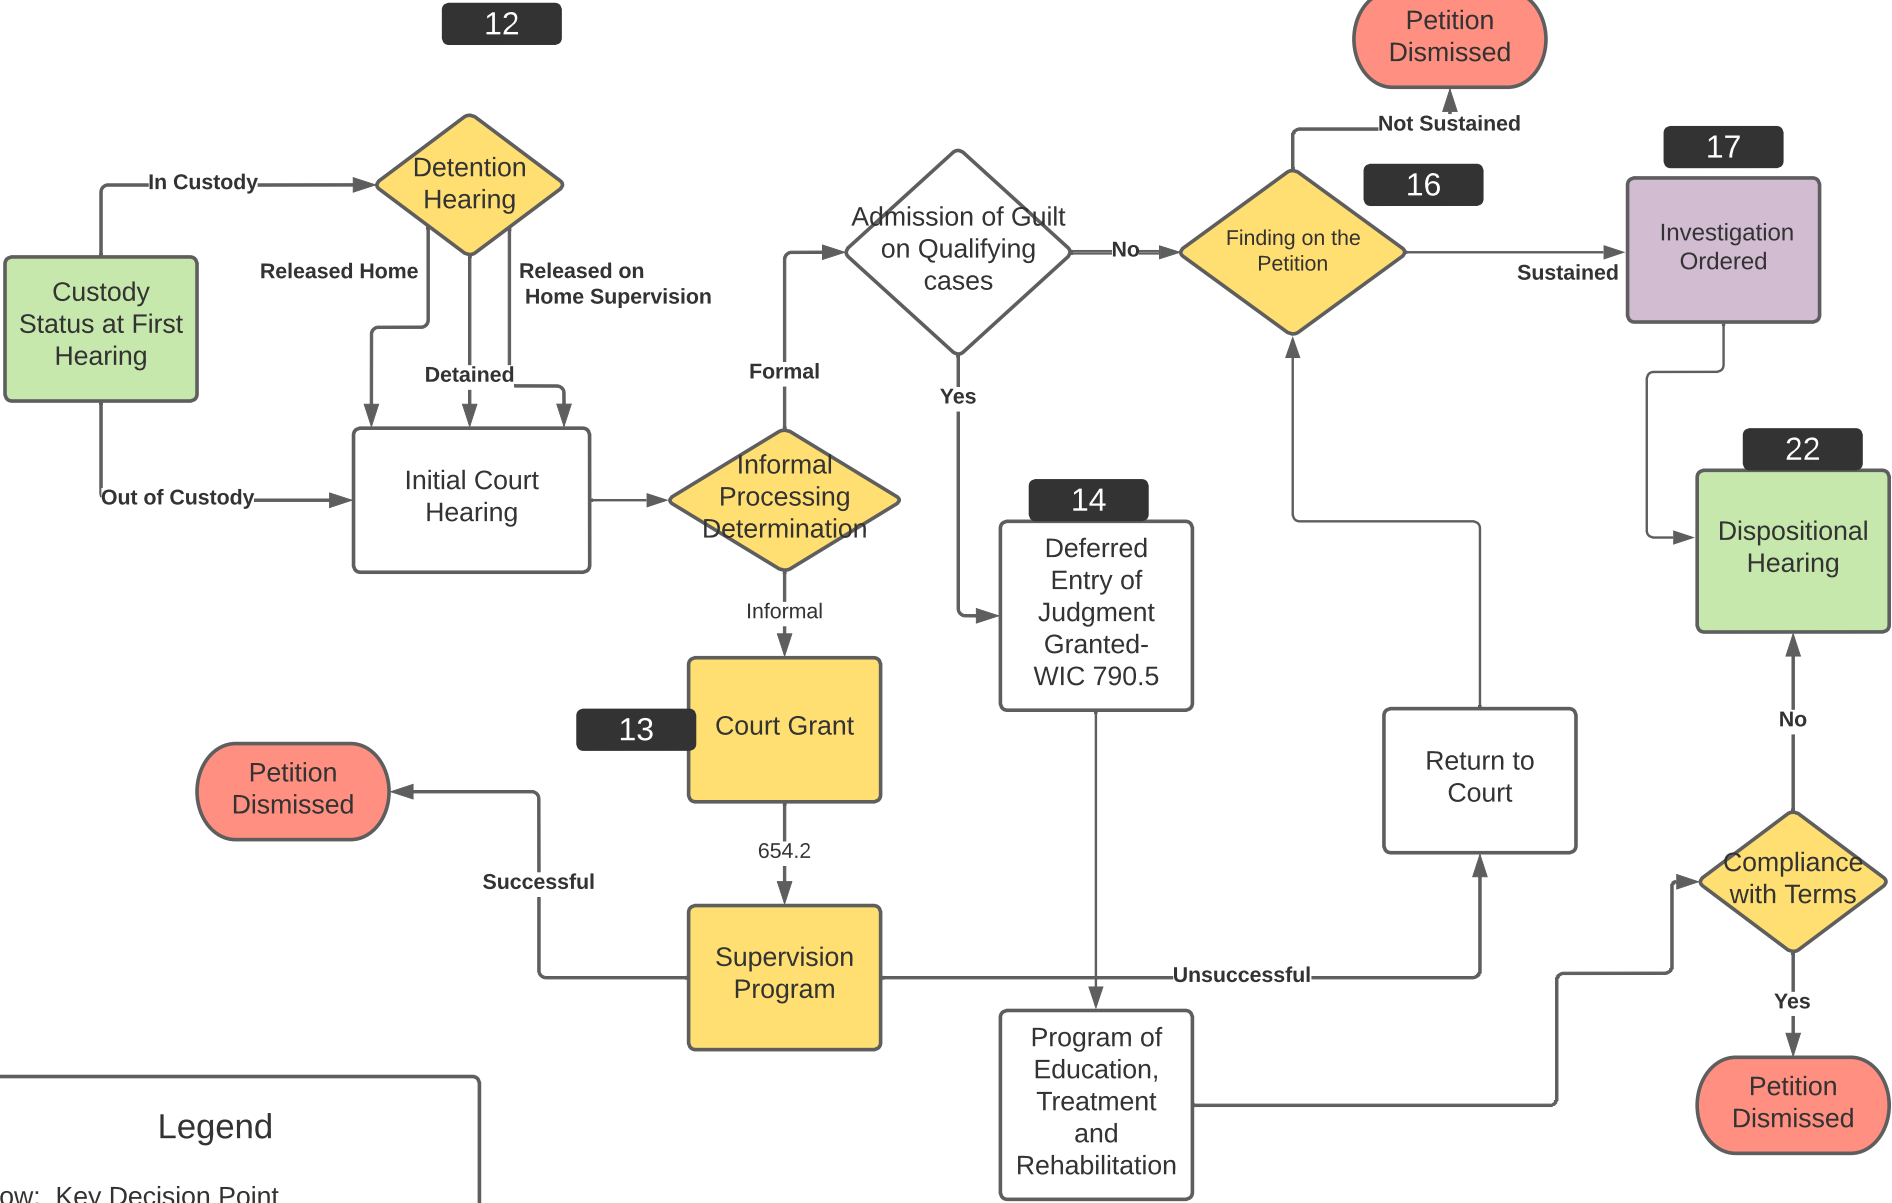 12
Petition
Dismissed
Not Sustained
17
16
Detention
Hearing
In Custody
Admission of Guilt
on Qualifying
cases
No
Finding on the
Petition
Sustained
Investigation
Ordered
Released Home
Released on
Home Supervision
Custody
Status at First
Hearing
Detained
Formal
Yes
22
Out of Custody
Initial Court
Hearing
Informal
Processing
Determination
14
Deferred
Entry of
Judgment
Granted-
WIC 790.5
Dispositional
Hearing
Informal
13
Court Grant
No
Petition
Dismissed
Return to
Court
654.2
Successful
Compliance
with Terms
Supervision
Program
Unsuccessful
Yes
Program of
Education,
Treatment
and
Rehabilitation
Petition
Dismissed
Legend
ow: Key Decision Point